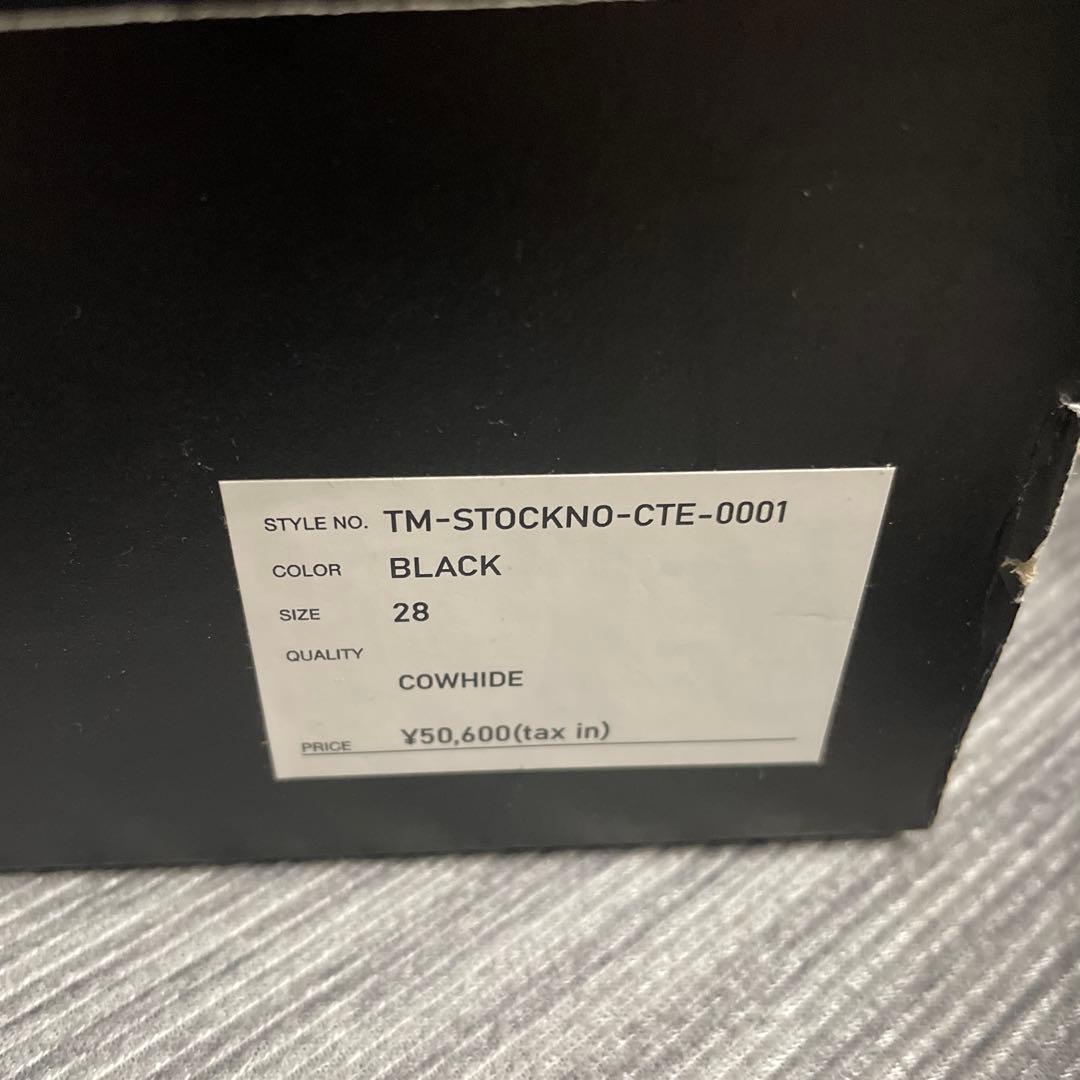 STYLE NO. TM-STOCKNO-CTE-0001
COLOR BLACK
SIZE 28
QUALITY
COWHIDE
PRICE ¥50,600(tax in)